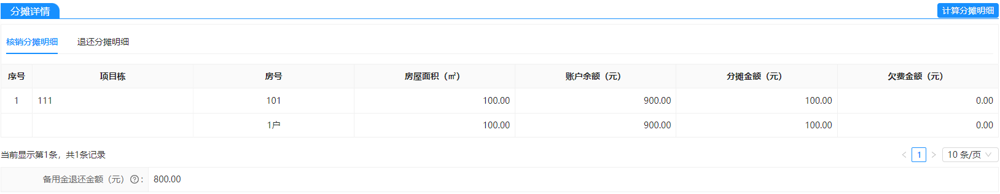 分摊详情 计算分摊明细
核销分摊明细 退还分摊明细
序号 项目栋 房号 房屋面积（㎡） 账户余额（元） 分摊金额（元） 欠费金额（元）
1 111 101 100.00 900.00 100.00 0.00
1户 100.00 900.00 100.00 0.00
当前显示第1条，共1条记录 < 1 > 10 条/页
备用金退还金额（元）?： 800.00